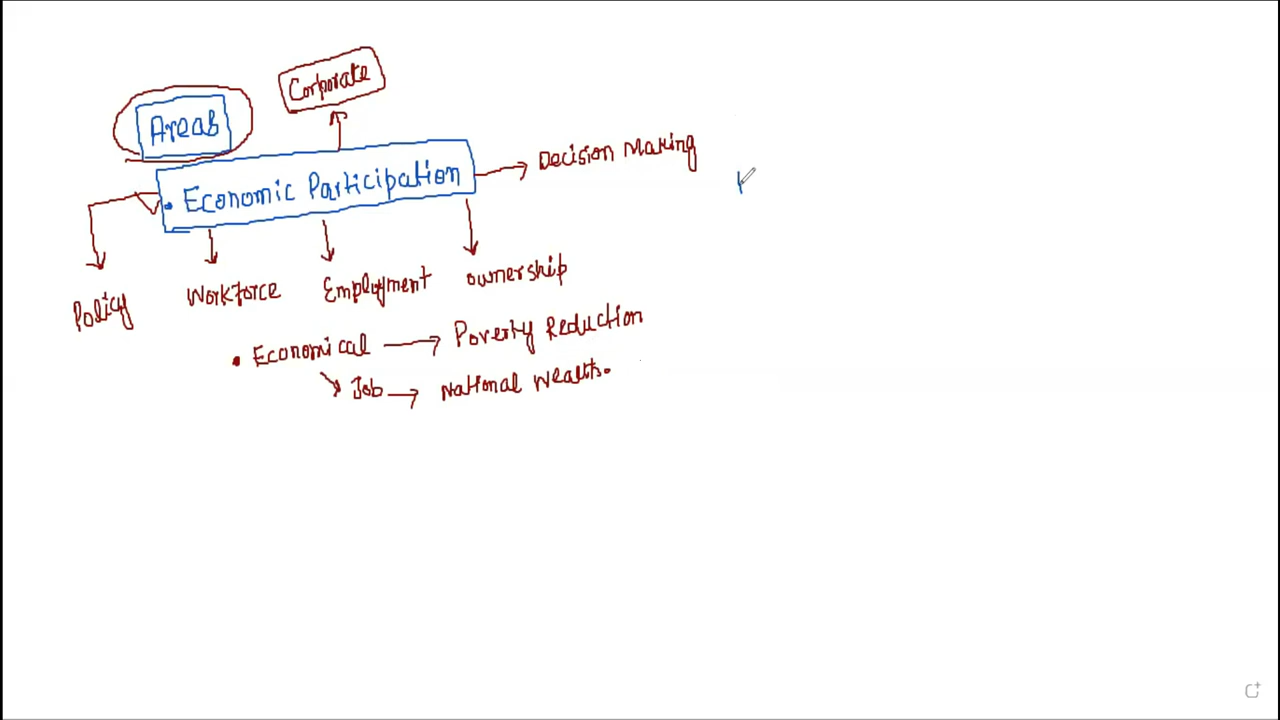 Corporate
Areas
Decision Making
• Economic Participation
Policy
Workforce
Employment
ownership
• Economical → Poverty Reduction
↘ Job → National Wealth.